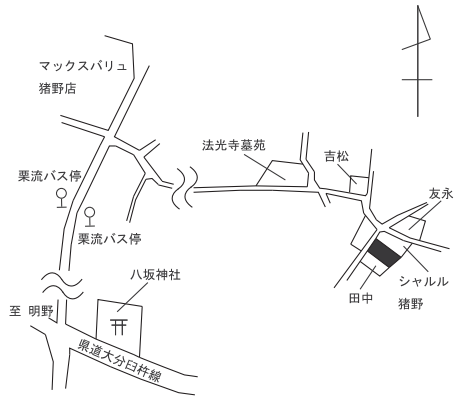 マックスバリュ
猪野店
法光寺墓苑
吉松
栗流バス停
友永
栗流バス停
八坂神社
シャルル
猪野
田中
至 明野
県道大分臼杵線